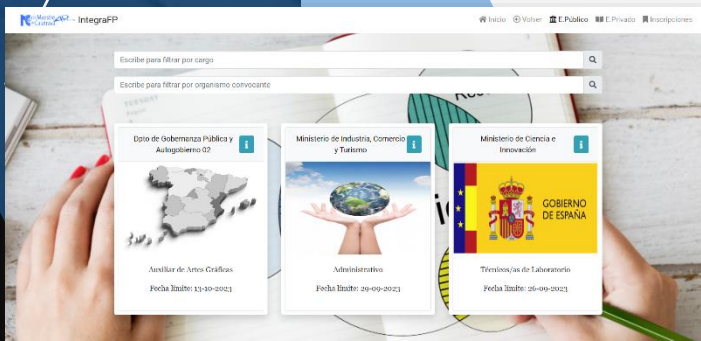 IntegraFP
Inicio
Volver
E.Público
E.Privado
Inscripciones
Escribe para filtrar por cargo
Escribe para filtrar por organismo convocante
Dpto de Gobernanza Pública y
Autogobierno 02
Auxiliar de Artes Gráficas
Fecha límite: 13-10-2023
Ministerio de Industria, Comercio
y Turismo
Administrativo
Fecha límite: 29-09-2023
Ministerio de Ciencia e
Innovación
GOBIERNO
DE ESPAÑA
Técnicos/as de Laboratorio
Fecha límite: 26-09-2023